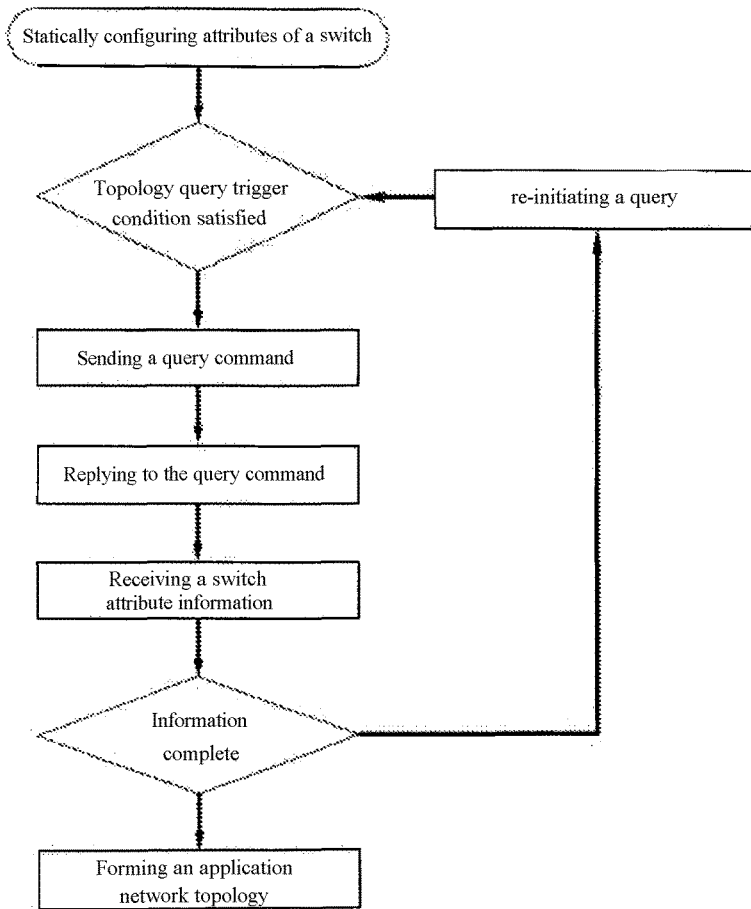 Statically configuring attributes of a switch
Topology query trigger
condition satisfied
re-initiating a query
Sending a query command
Replying to the query command
Receiving a switch
attribute information
Information
complete
Forming an application
network topology